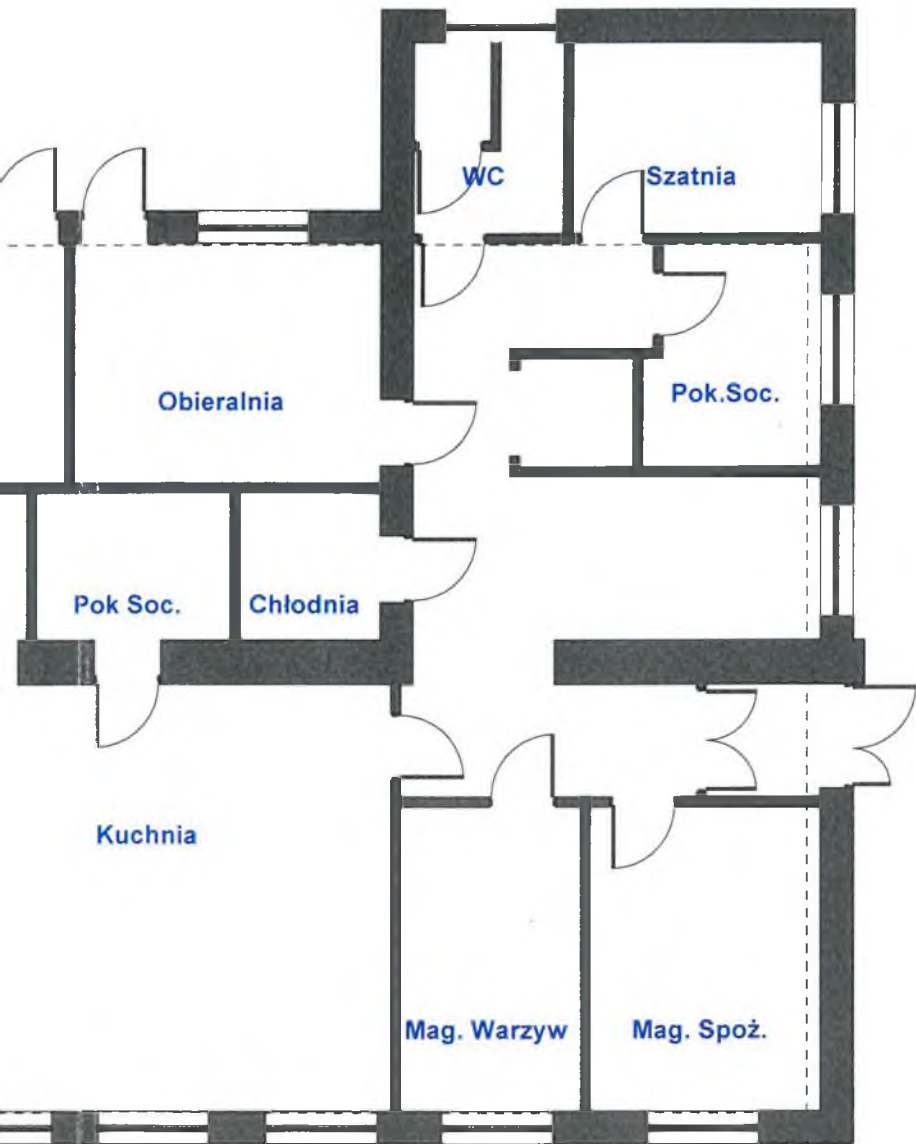 WC
Szatnia
Obieralnia
Pok.Soc.
Pok Soc.
Chłodnia
Kuchnia
Mag. Warzyw
Mag. Spoż.